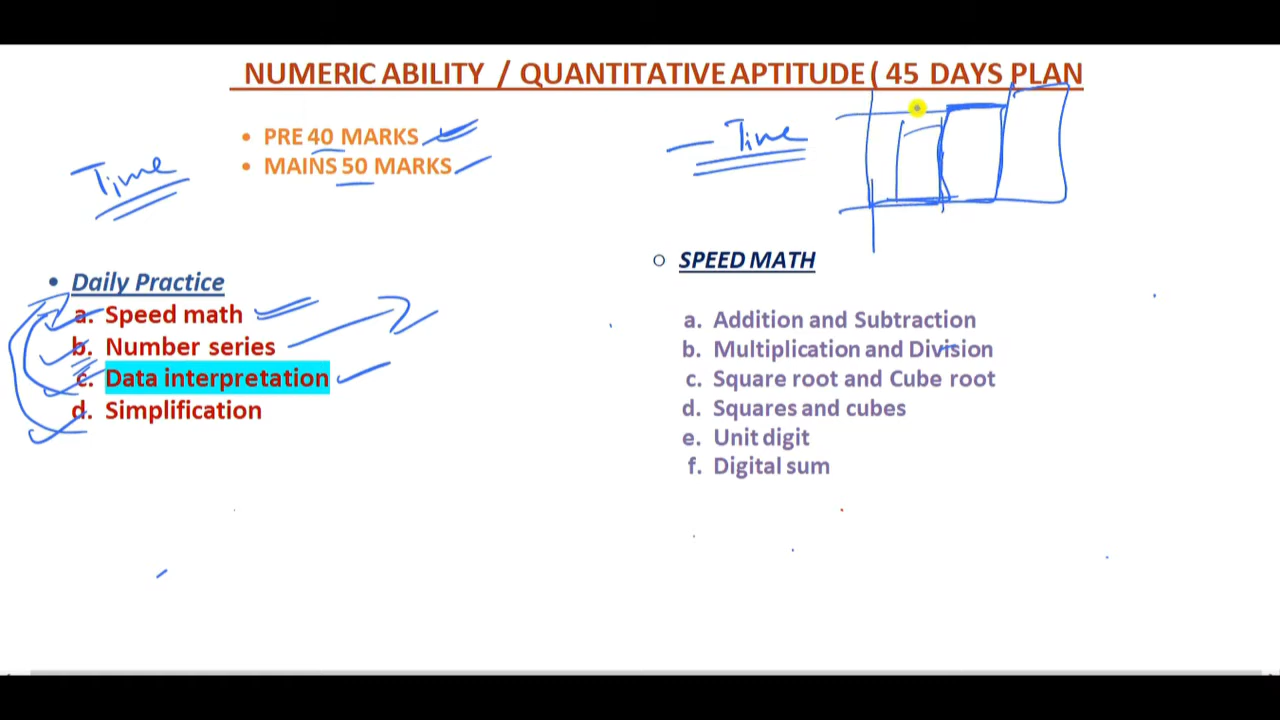 NUMERIC ABILITY / QUANTITATIVE APTITUDE ( 45 DAYS PLAN
• PRE 40 MARKS
• MAINS 50 MARKS
Time
Time
• Daily Practice
a. Speed math
b. Number series
c. Data interpretation
d. Simplification
○ SPEED MATH
a. Addition and Subtraction
b. Multiplication and Division
c. Square root and Cube root
d. Squares and cubes
e. Unit digit
f. Digital sum